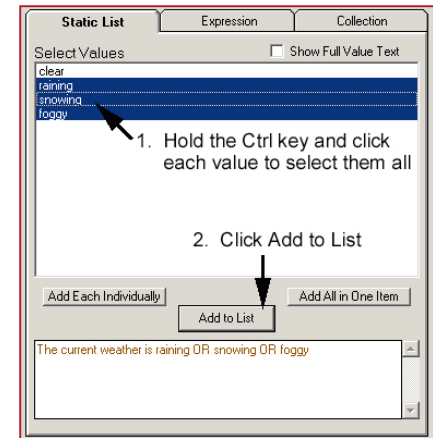 Static List Expression Collection
Select Values Show Full Value Text
clear
raining
snowing
foggy
1. Hold the Ctrl key and click
each value to select them all
2. Click Add to List
Add Each Individually Add to List Add All in One Item
The current weather is raining OR snowing OR foggy